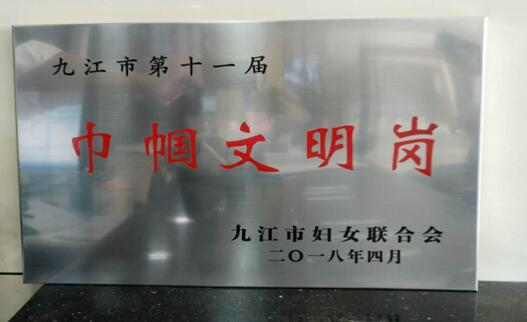 九江市第十一届
巾帼文明岗
九江市妇女联合会
二〇一八年四月